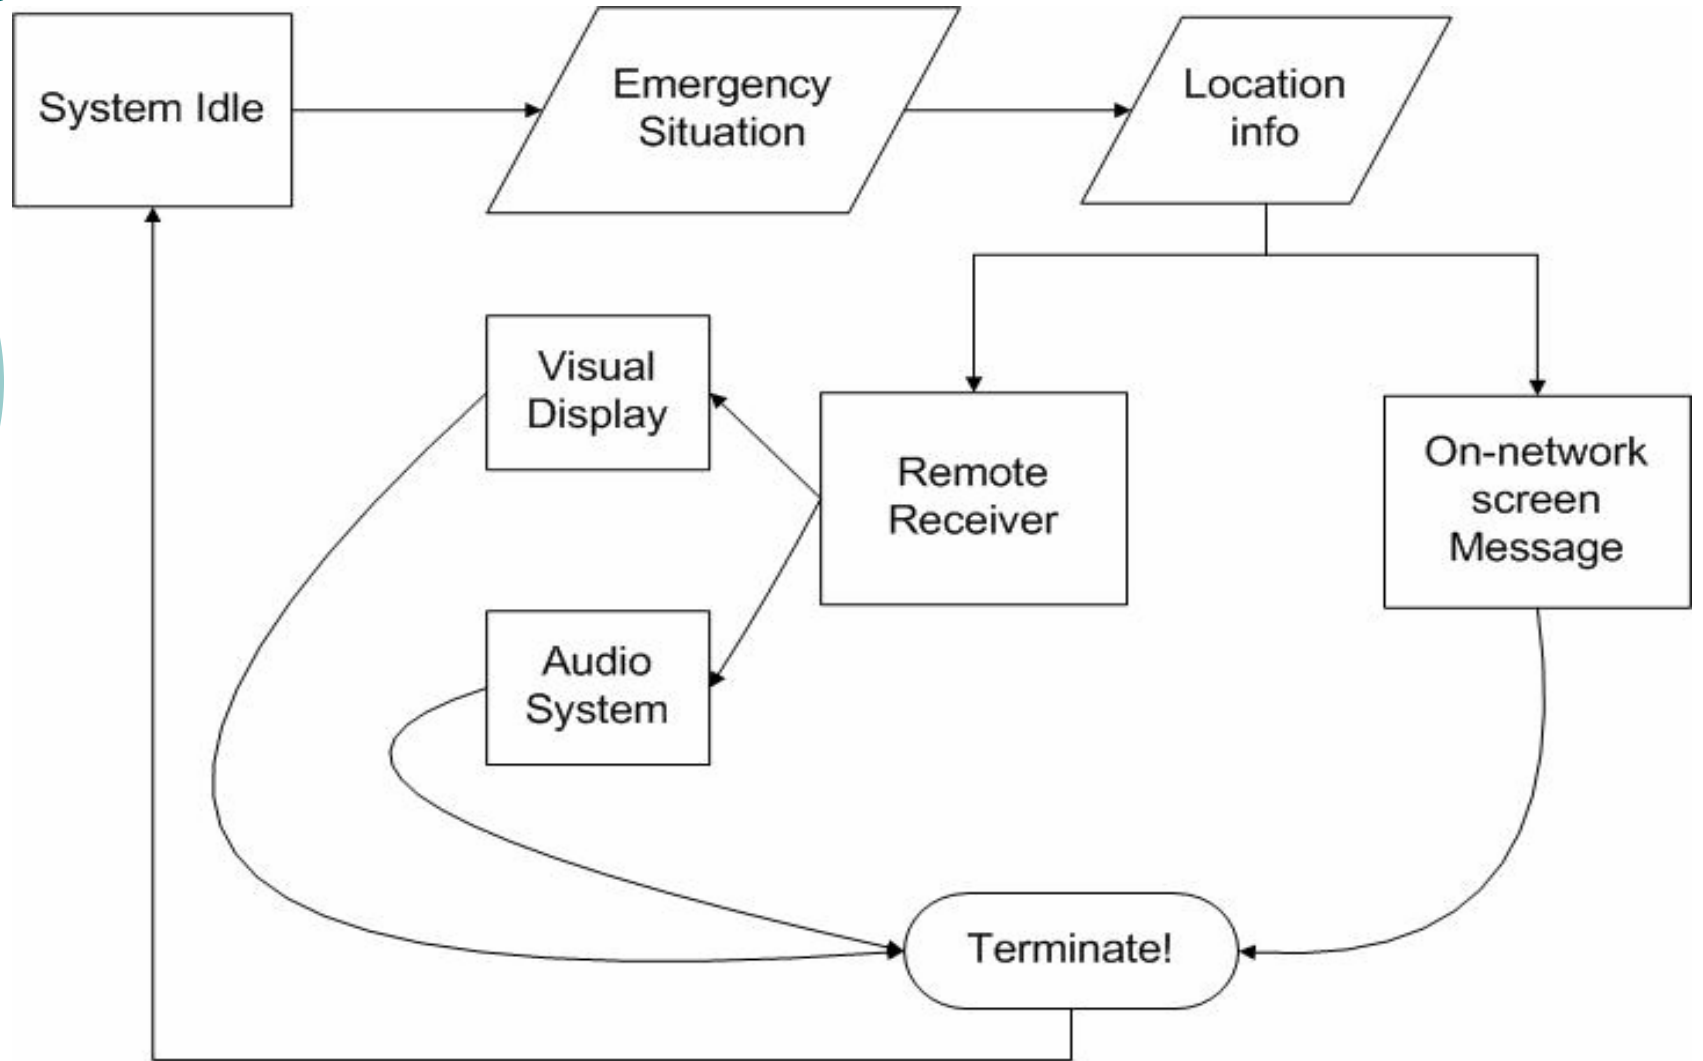 System Idle
Emergency
Situation
Location
info
Visual
Display
Remote
Receiver
On-network
screen
Message
Audio
System
Terminate!